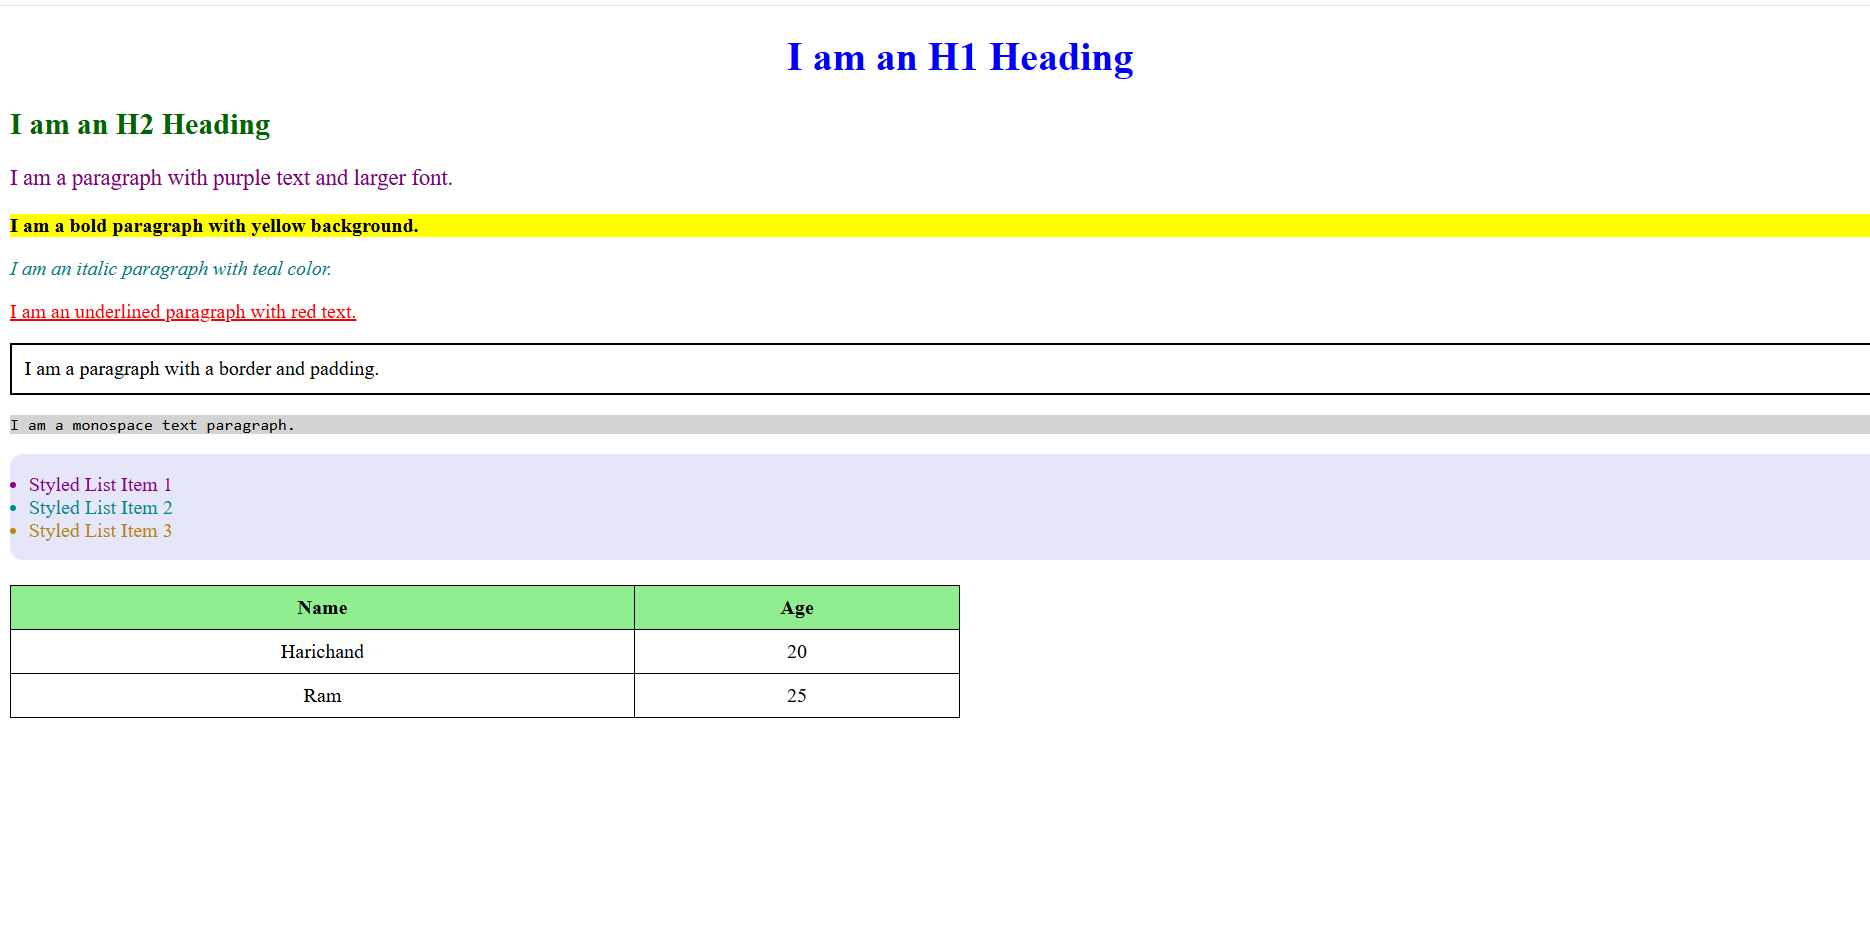 I am an H1 Heading
I am an H2 Heading
I am a paragraph with purple text and larger font.
I am a bold paragraph with yellow background.
I am an italic paragraph with teal color.
I am an underlined paragraph with red text.
I am a paragraph with a border and padding.
I am a monospace text paragraph.
Styled List Item 1
Styled List Item 2
Styled List Item 3
Name Age
Harichand 20
Ram 25